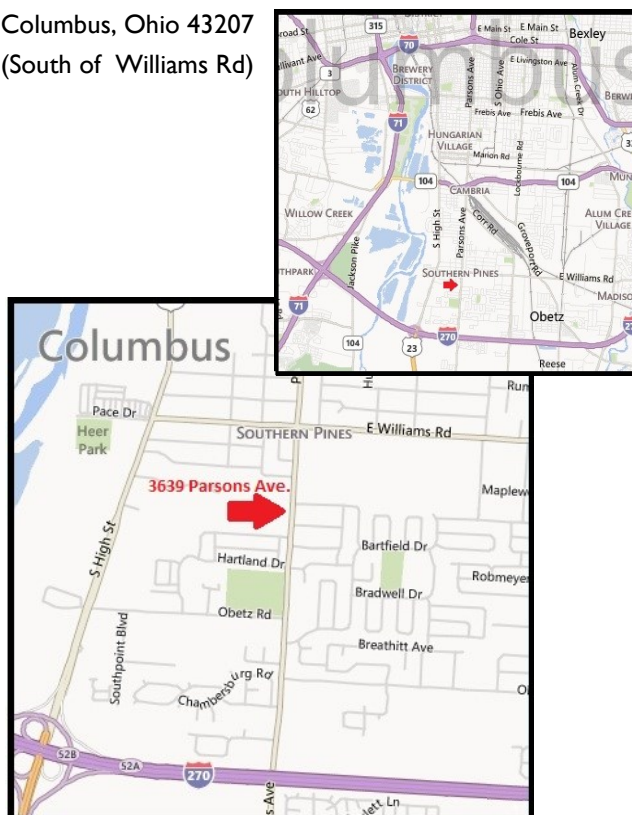 Columbus, Ohio 43207
(South of Williams Rd)
DISTRICT
315
E Main St E Main St
Bexley
Cole St
70
3
BREWERY
DISTRICT
E Livingston Ave
Parsons Ave
S Ohio Ave
Alum Creek Dr
62
Frebis Ave Frebis Ave
71
HUNGARIAN
VILLAGE
Marion Rd
Lockbourne Rd
104
104
CAMBRIA
WILLOW CREEK
S High St
Parsons Ave
Corr Rd
Groveport Rd
Jackson Pike
SOUTHERN PINES
E Williams Rd
71
Obetz
270
104
23
Reese
Columbus
Pace Dr
Heer
Park
SOUTHERN PINES
E Williams Rd
3639 Parsons Ave.
S High St
Hartland Dr
Bartfield Dr
Bradwell Dr
Obetz Rd
Southpoint Blvd
Breathitt Ave
Chambersburg Rd
52B
52A
270